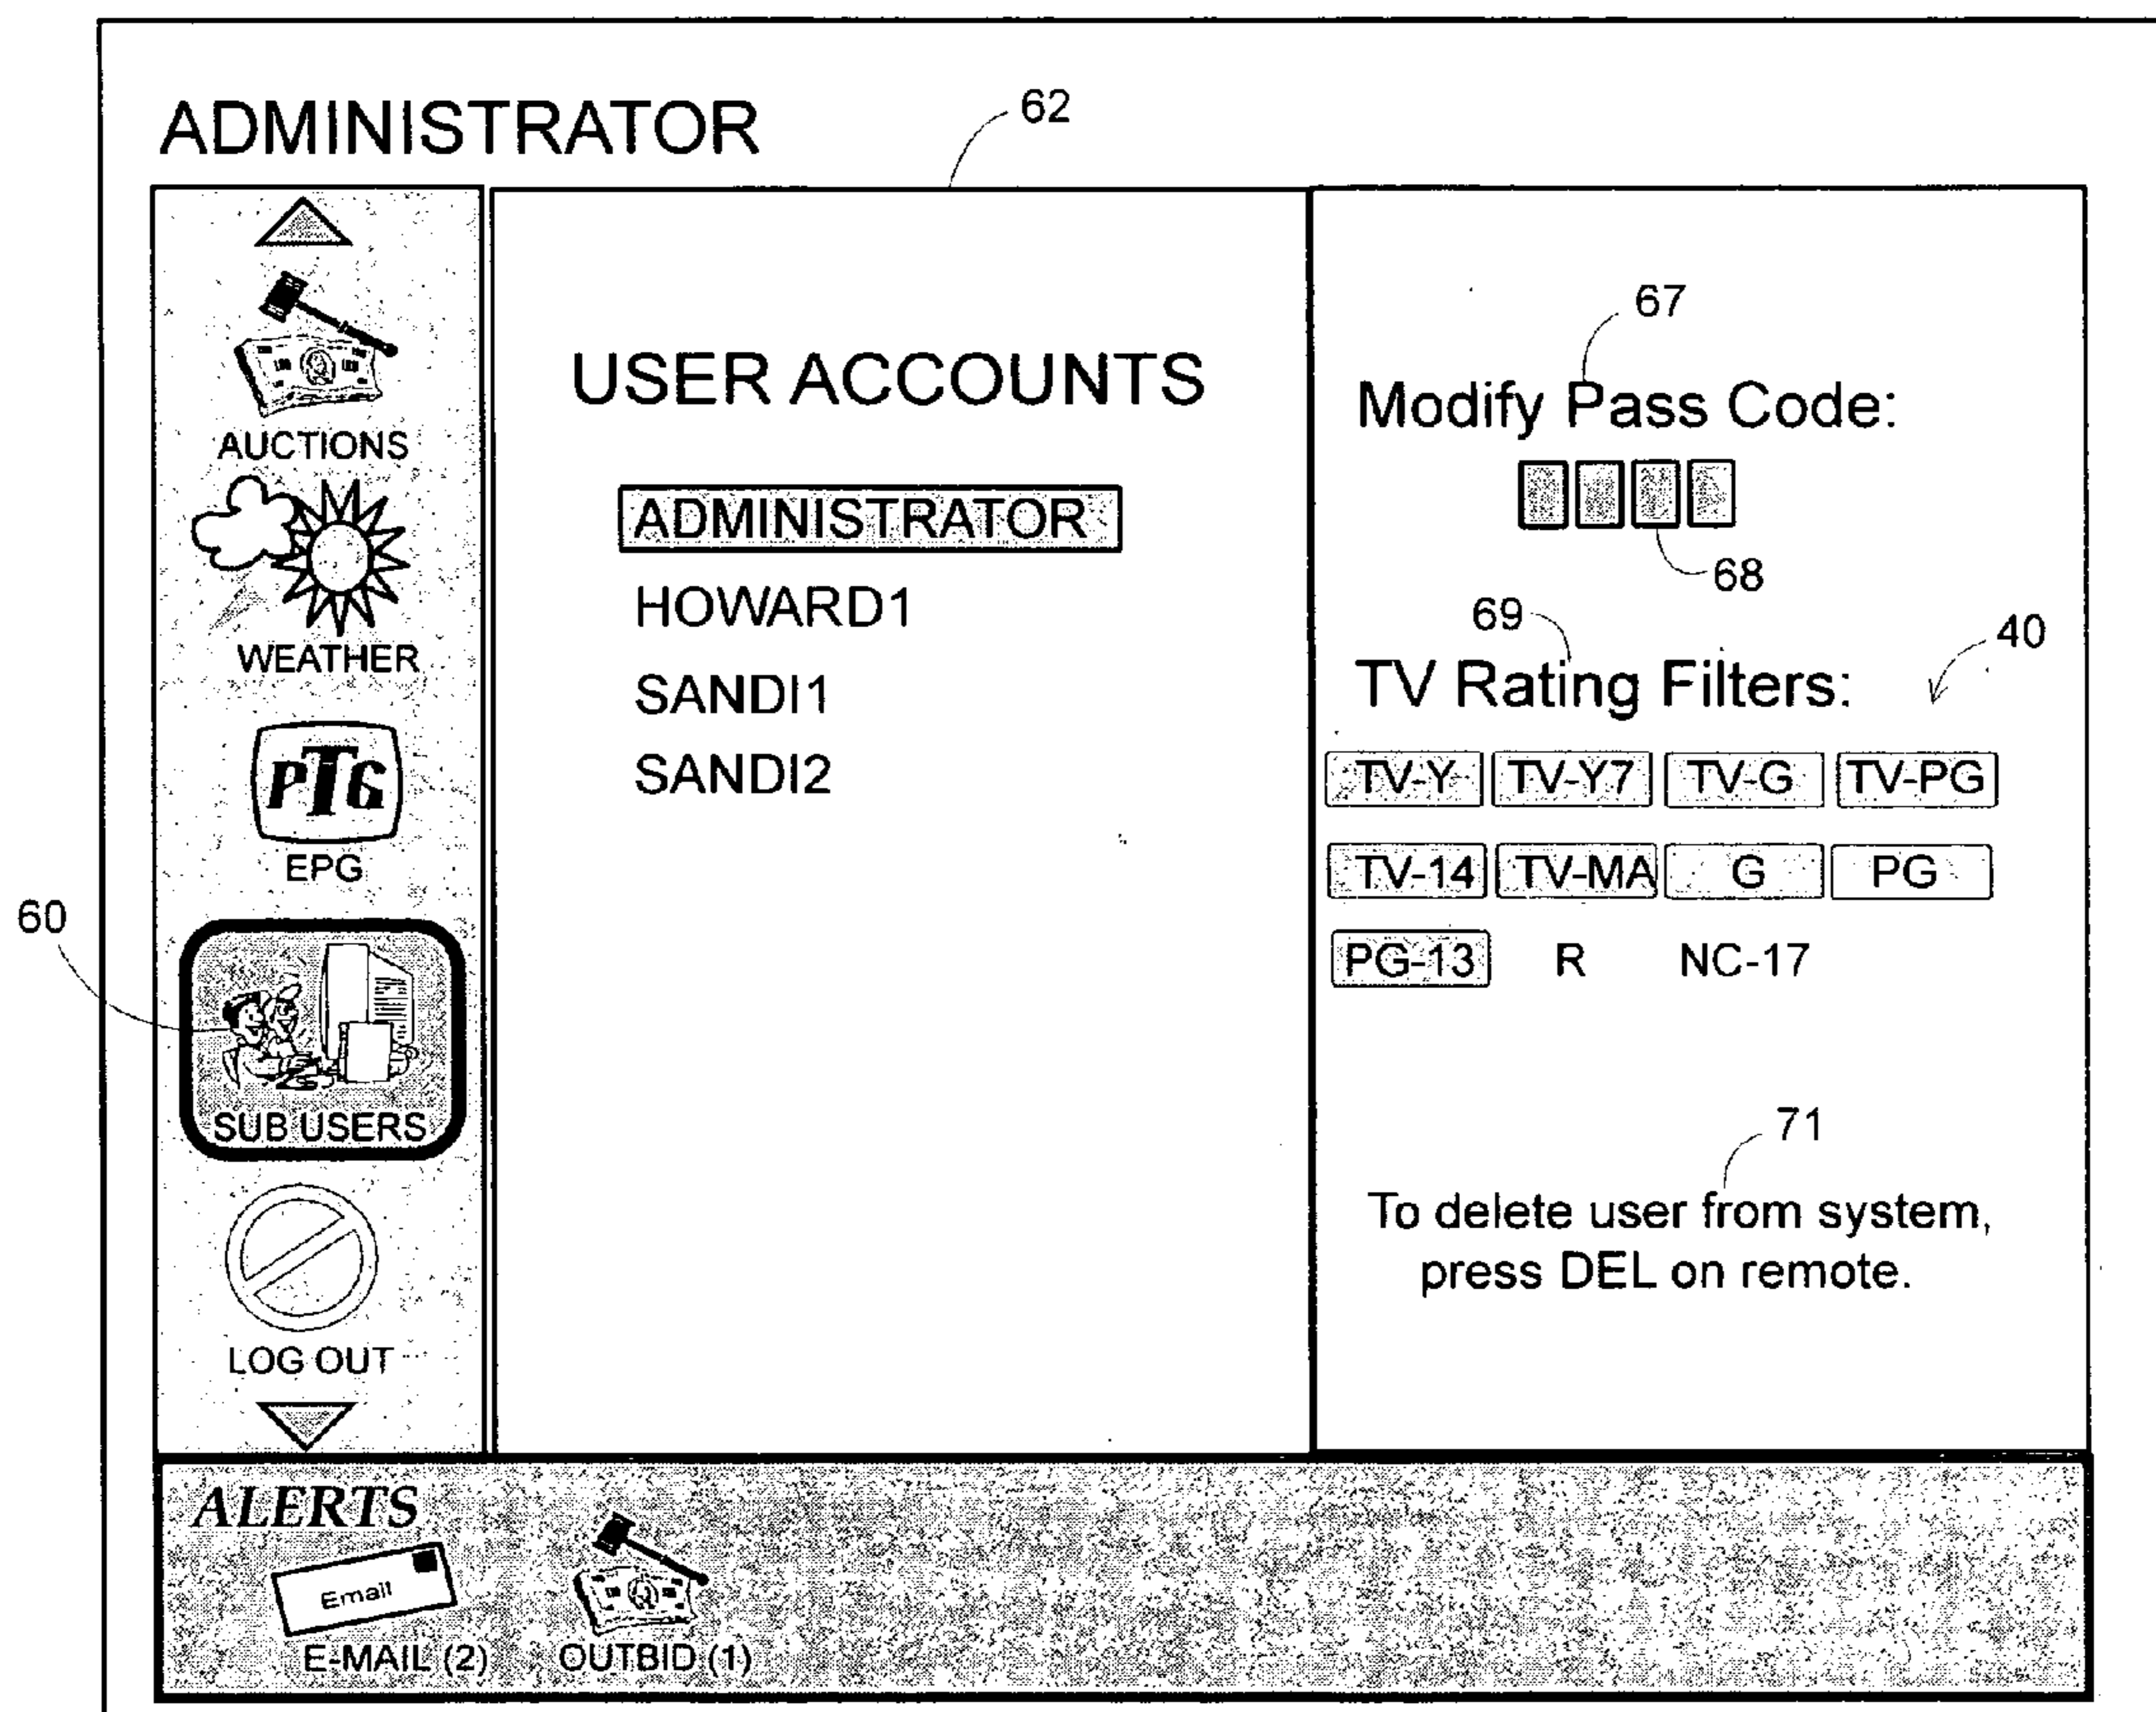 ADMINISTRATOR
62
AUCTIONS
WEATHER
PTG
EPG
60
SUB USERS
LOG OUT
USER ACCOUNTS
ADMINISTRATOR
HOWARD1
SANDI1
SANDI2
67
Modify Pass Code:
68
69
40
TV Rating Filters:
TV-Y TV-Y7 TV-G TV-PG
TV-14 TV-MA G PG
PG-13 R NC-17
71
To delete user from system,
press DEL on remote.
ALERTS
Email
E-MAIL (2) OUTBID (1)